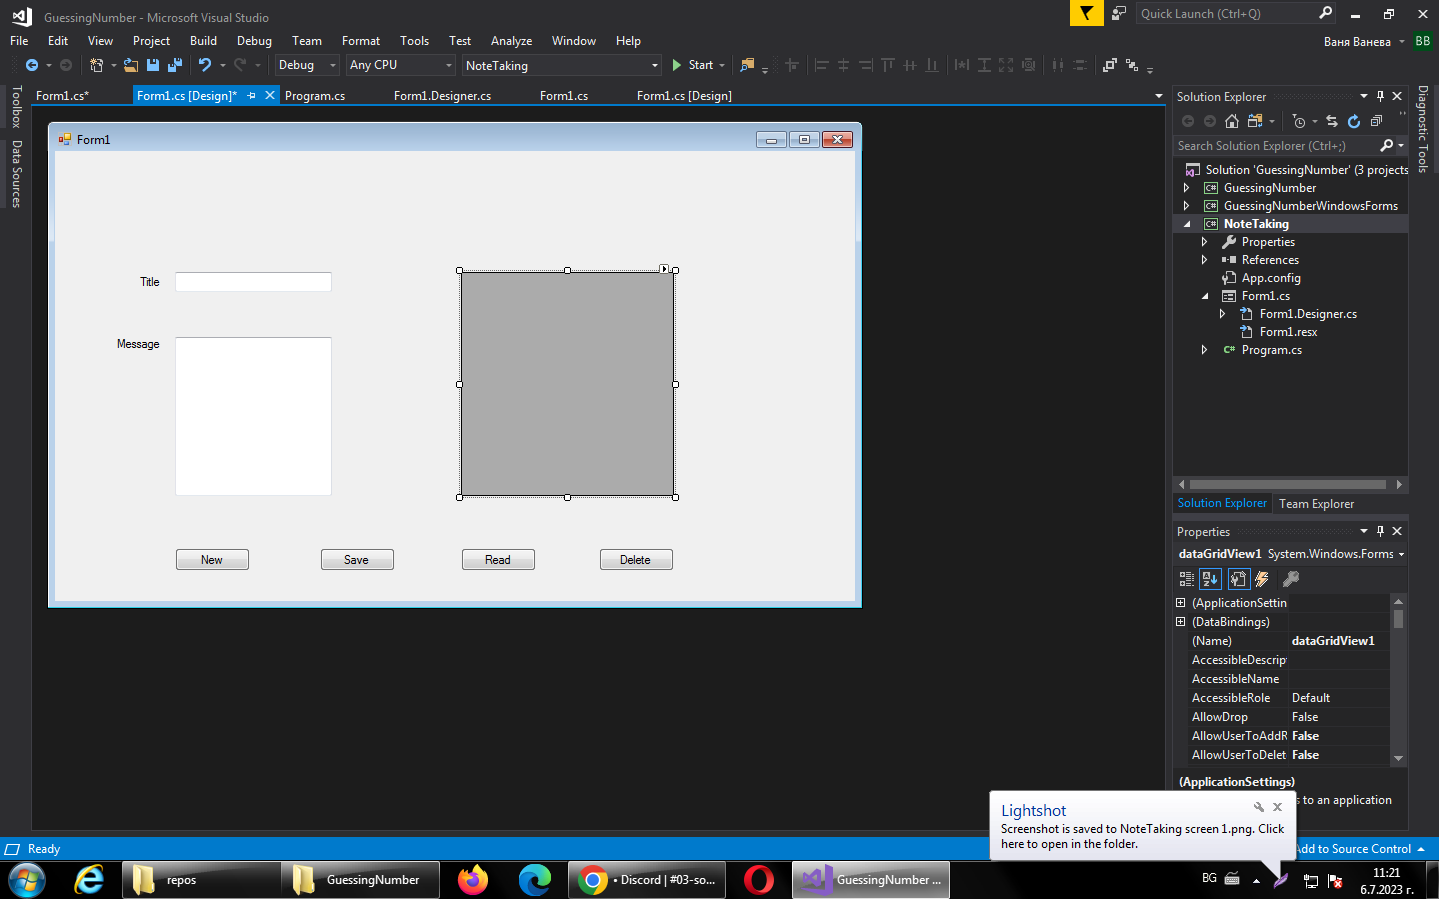 GuessingNumber - Microsoft Visual Studio
Quick Launch (Ctrl+Q)
File Edit View Project Build Debug Team Format Tools Test Analyze Window Help
Ваня Ванева BB
Debug Any CPU NoteTaking Start
Form1.cs* Form1.cs [Design]* Program.cs Form1.Designer.cs Form1.cs Form1.cs [Design]
Toolbox
Data Sources
Form1
Title
Message
New Save Read Delete
Solution Explorer
Search Solution Explorer (Ctrl+;)
Solution 'GuessingNumber' (3 projects
C# GuessingNumber
C# GuessingNumberWindowsForms
C# NoteTaking
Properties
References
App.config
Form1.cs
Form1.Designer.cs
Form1.resx
C# Program.cs
Solution Explorer Team Explorer
Diagnostic Tools
Properties
dataGridView1 System.Windows.Forms
(ApplicationSettin
(DataBindings)
(Name) dataGridView1
AccessibleDescrip
AccessibleName
AccessibleRole Default
AllowDrop False
AllowUserToAddR False
AllowUserToDelet False
(ApplicationSettings)
s to an application
Lightshot
Screenshot is saved to NoteTaking screen 1.png. Click
here to open in the folder.
Ready
Add to Source Control
repos
GuessingNumber
• Discord | #03-so...
GuessingNumber ...
BG
11:21
6.7.2023 г.